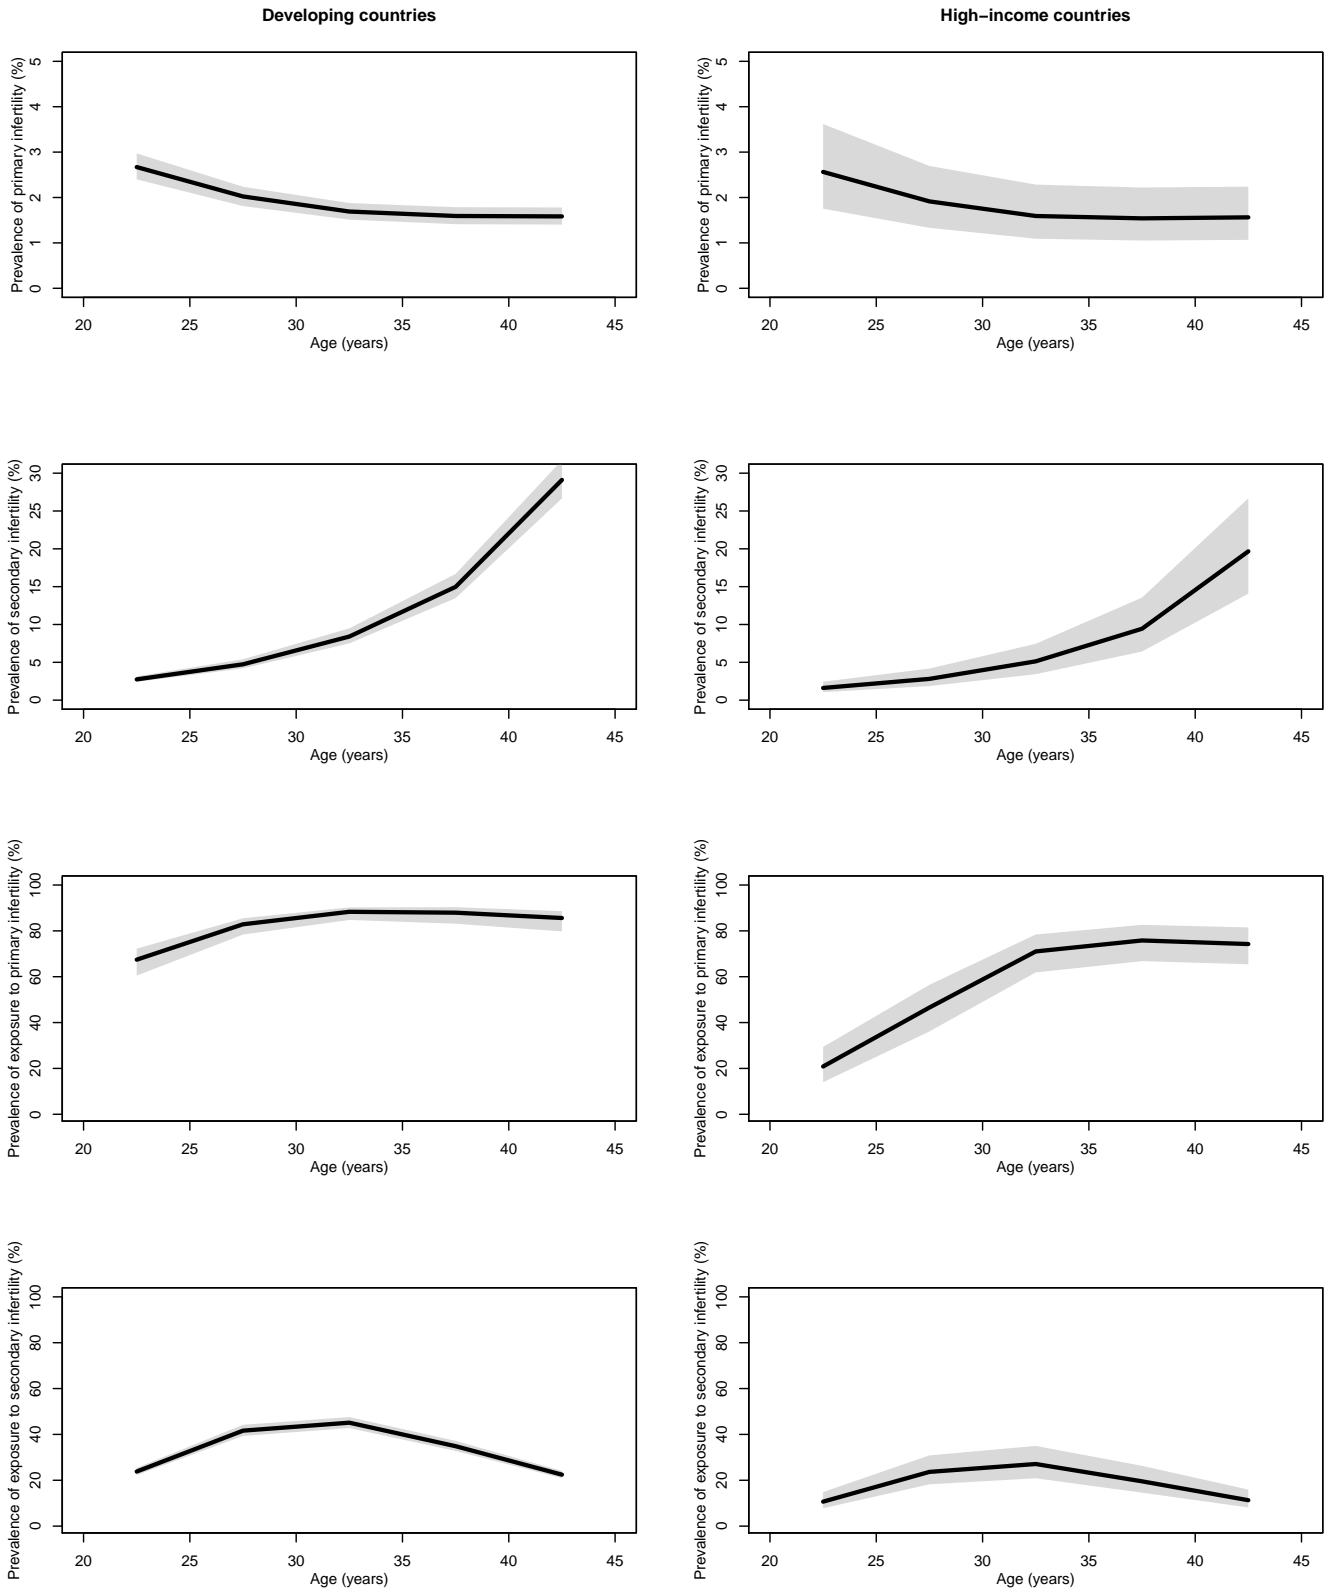 Developing countries
High−income countries
Prevalence of primary infertility (%)
5
4
3
2
1
0
20 25 30 35 40 45
Age (years)
Prevalence of primary infertility (%)
5
4
3
2
1
0
20 25 30 35 40 45
Age (years)
Prevalence of secondary infertility (%)
30
25
20
15
10
5
0
20 25 30 35 40 45
Age (years)
Prevalence of secondary infertility (%)
30
25
20
15
10
5
0
20 25 30 35 40 45
Age (years)
Prevalence of exposure to primary infertility (%)
100
80
60
40
20
0
20 25 30 35 40 45
Age (years)
Prevalence of exposure to primary infertility (%)
100
80
60
40
20
0
20 25 30 35 40 45
Age (years)
Prevalence of exposure to secondary infertility (%)
100
80
60
40
20
0
20 25 30 35 40 45
Age (years)
Prevalence of exposure to secondary infertility (%)
100
80
60
40
20
0
20 25 30 35 40 45
Age (years)